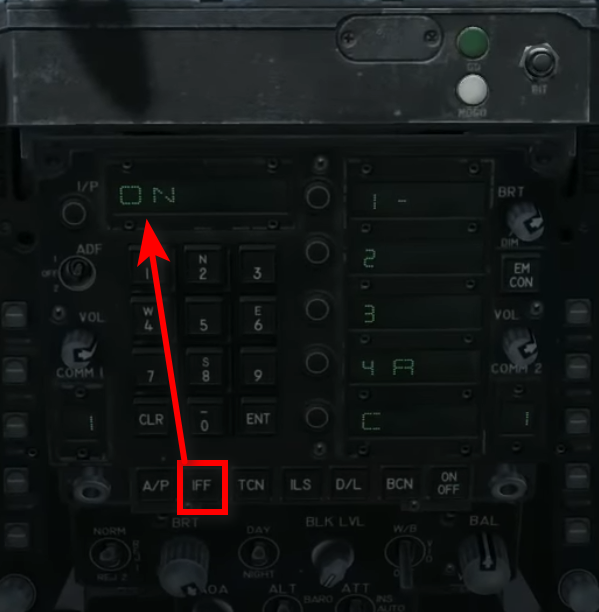 GO
NOGO
BIT
I/P
ON
1 -
BRT
DIM
ADF
1
OFF
2
1
N
2
3
2
EM
CON
VOL
W
4
5
E
6
3
VOL
COMM 1
7
S
8
9
4 A
COMM 2
1
CLR
–
0
ENT
C
1
A/P
IFF
TCN
ILS
D/L
BCN
ON
OFF
NORM
BRT
DAY
BLK LVL
W/B
BAL
REJ 2
NIGHT
AOA
ALT
BARO
ATT
INS
AUTO